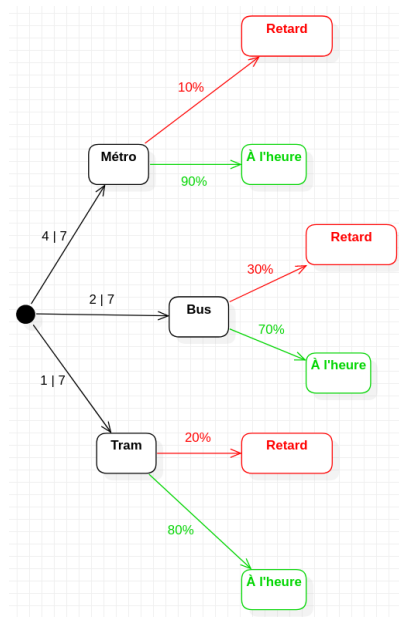 Retard
10%
Métro
À l'heure
90%
4 | 7
Retard
30%
2 | 7
Bus
70%
À l'heure
1 | 7
Tram
20%
Retard
80%
À l'heure